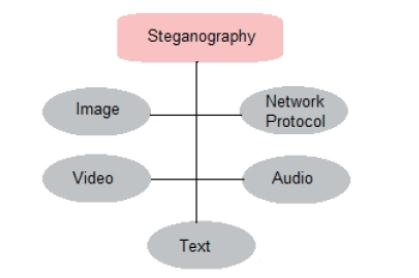 Steganography
Image
Network
Protocol
Video
Audio
Text